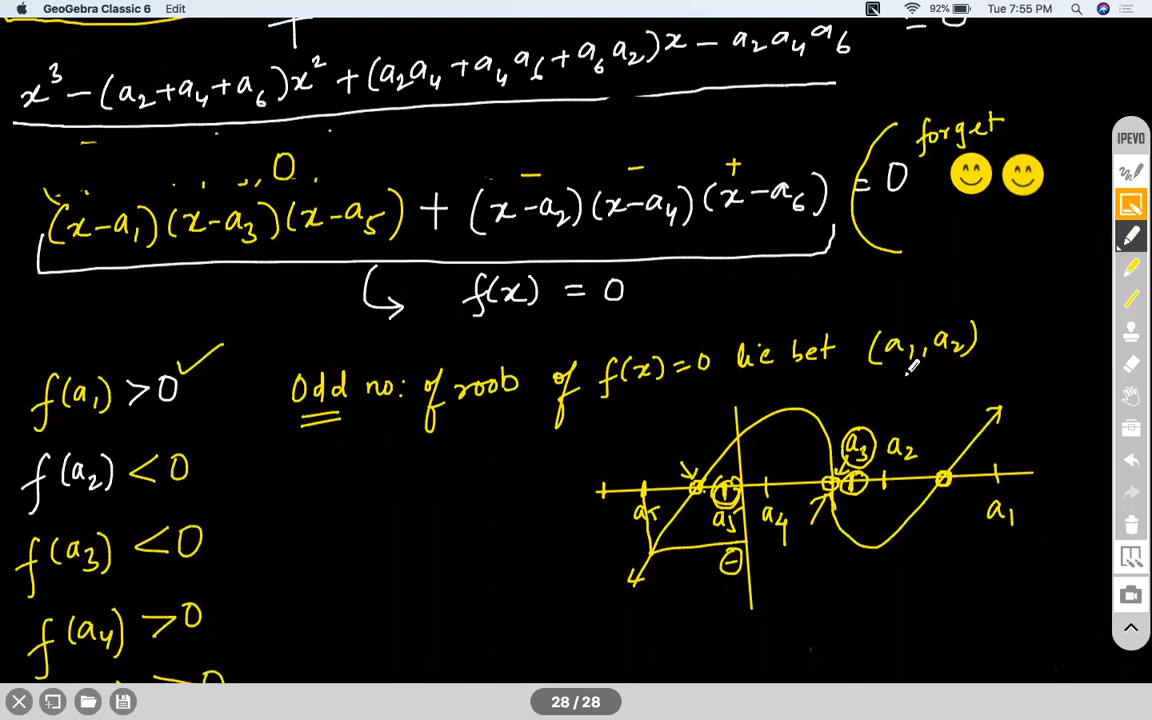 GeoGebra Classic 6 Edit 92% Tue 7:55 PM
= 0
x³ − (a₂+a₄+a₆)x² + (a₂a₄ + a₄a₆ + a₆a₂)x − a₂a₄a₆
forget
− 0 − − +
(x−a₁)(x−a₃)(x−a₅) + (x−a₂)(x−a₄)(x−a₆) = 0
f(x) = 0
IPEVO
f(a₁) > 0 ✓
Odd no: of roots of f(x)=0 lie bet (a₁, a₂)
f(a₂) < 0
f(a₃) < 0
f(a₄) > 0
> 0
a₃ a₂
+ +
a₅ a₄ a₁
−
28 / 28